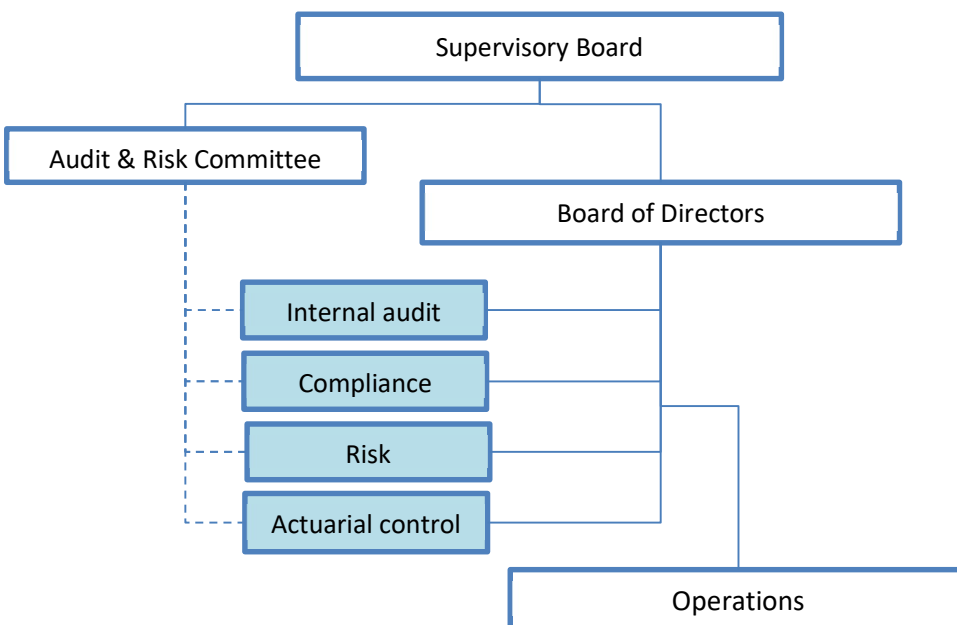 Supervisory Board
Audit & Risk Committee
Board of Directors
Internal audit
Compliance
Risk
Actuarial control
Operations